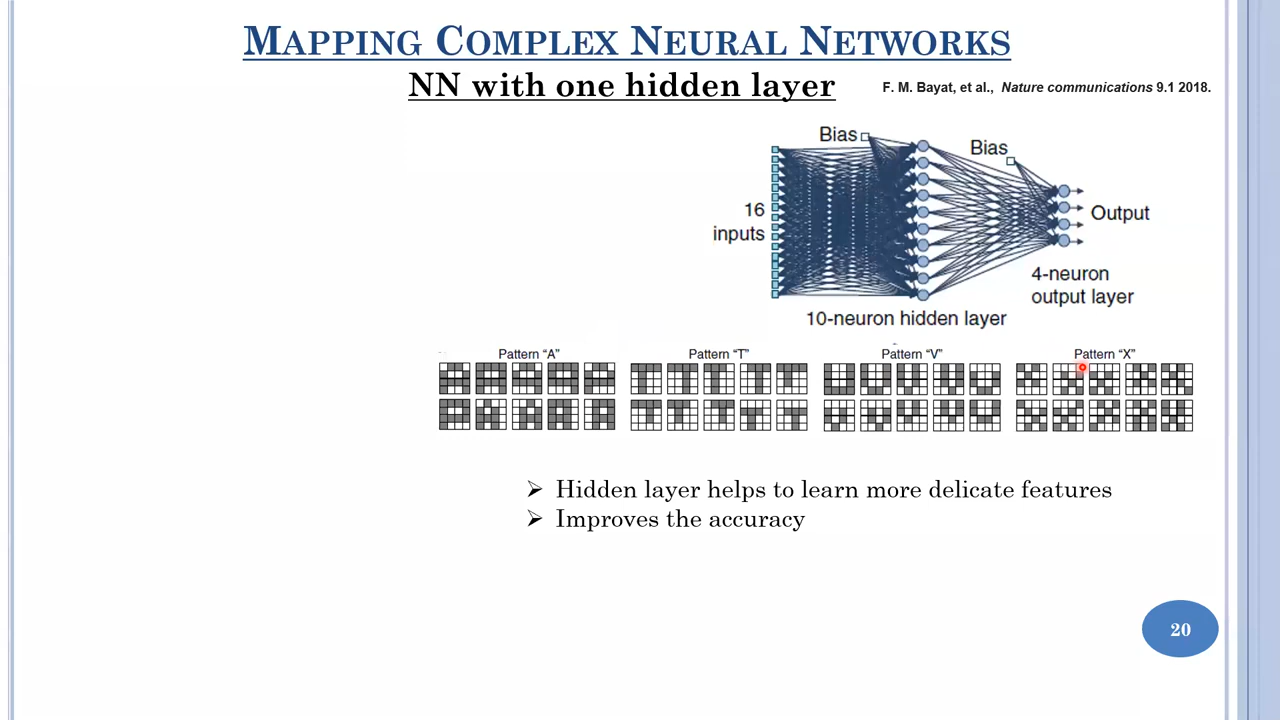 MAPPING COMPLEX NEURAL NETWORKS
NN with one hidden layer
F. M. Bayat, et al., Nature communications 9.1 2018.
Bias
Bias
16
inputs
Output
4-neuron
output layer
10-neuron hidden layer
Pattern “A” Pattern “T” Pattern “V” Pattern “X”
➢ Hidden layer helps to learn more delicate features
➢ Improves the accuracy
20